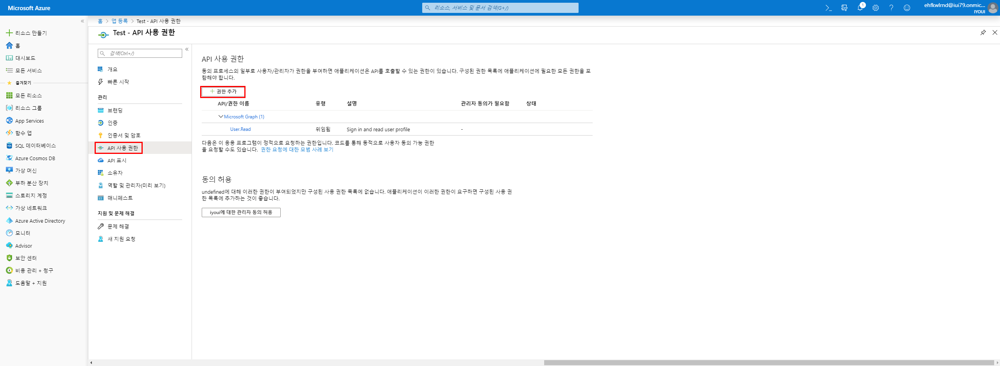 Microsoft Azure
리소스, 서비스 및 문서 검색(G+/)
1
ehfkwlrnd@iui79.onmic...
IYOUI
홈 > 앱 등록 > Test - API 사용 권한
Test - API 사용 권한
리소스 만들기
홈
대시보드
모든 서비스
즐겨찾기
모든 리소스
리소스 그룹
App Services
함수 앱
SQL 데이터베이스
Azure Cosmos DB
가상 머신
부하 분산 장치
스토리지 계정
가상 네트워크
Azure Active Directory
모니터
Advisor
보안 센터
비용 관리 + 청구
도움말 + 지원
검색(Ctrl+/)
개요
빠른 시작
관리
브랜딩
인증
인증서 및 암호
API 사용 권한
API 표시
소유자
역할 및 관리자(미리 보기)
매니페스트
지원 및 문제 해결
문제 해결
새 지원 요청
API 사용 권한
동의 프로세스의 일부로 사용자/관리자가 권한을 부여하면 애플리케이션은 API를 호출할 수 있는 권한이 있습니다. 구성된 권한 목록에 애플리케이션에 필요한 모든 권한을 포
함해야 합니다.
+ 권한 추가
API/권한 이름 유형 설명 관리자 동의가 필요함 상태
Microsoft Graph (1)
User.Read 위임됨 Sign in and read user profile -
다음은 이 응용 프로그램이 정적으로 요청하는 권한입니다. 코드를 통해 동적으로 사용자 동의 가능 권한
을 요청할 수도 있습니다. 권한 요청에 대한 모범 사례 보기
동의 허용
undefined에 대해 이러한 권한이 부여되었지만 구성된 사용 권한 목록에 없습니다. 애플리케이션이 이러한 권한이 요구하면 구성된 사용 권
한 목록에 추가하는 것이 좋습니다.
iyoui에 대한 관리자 동의 허용